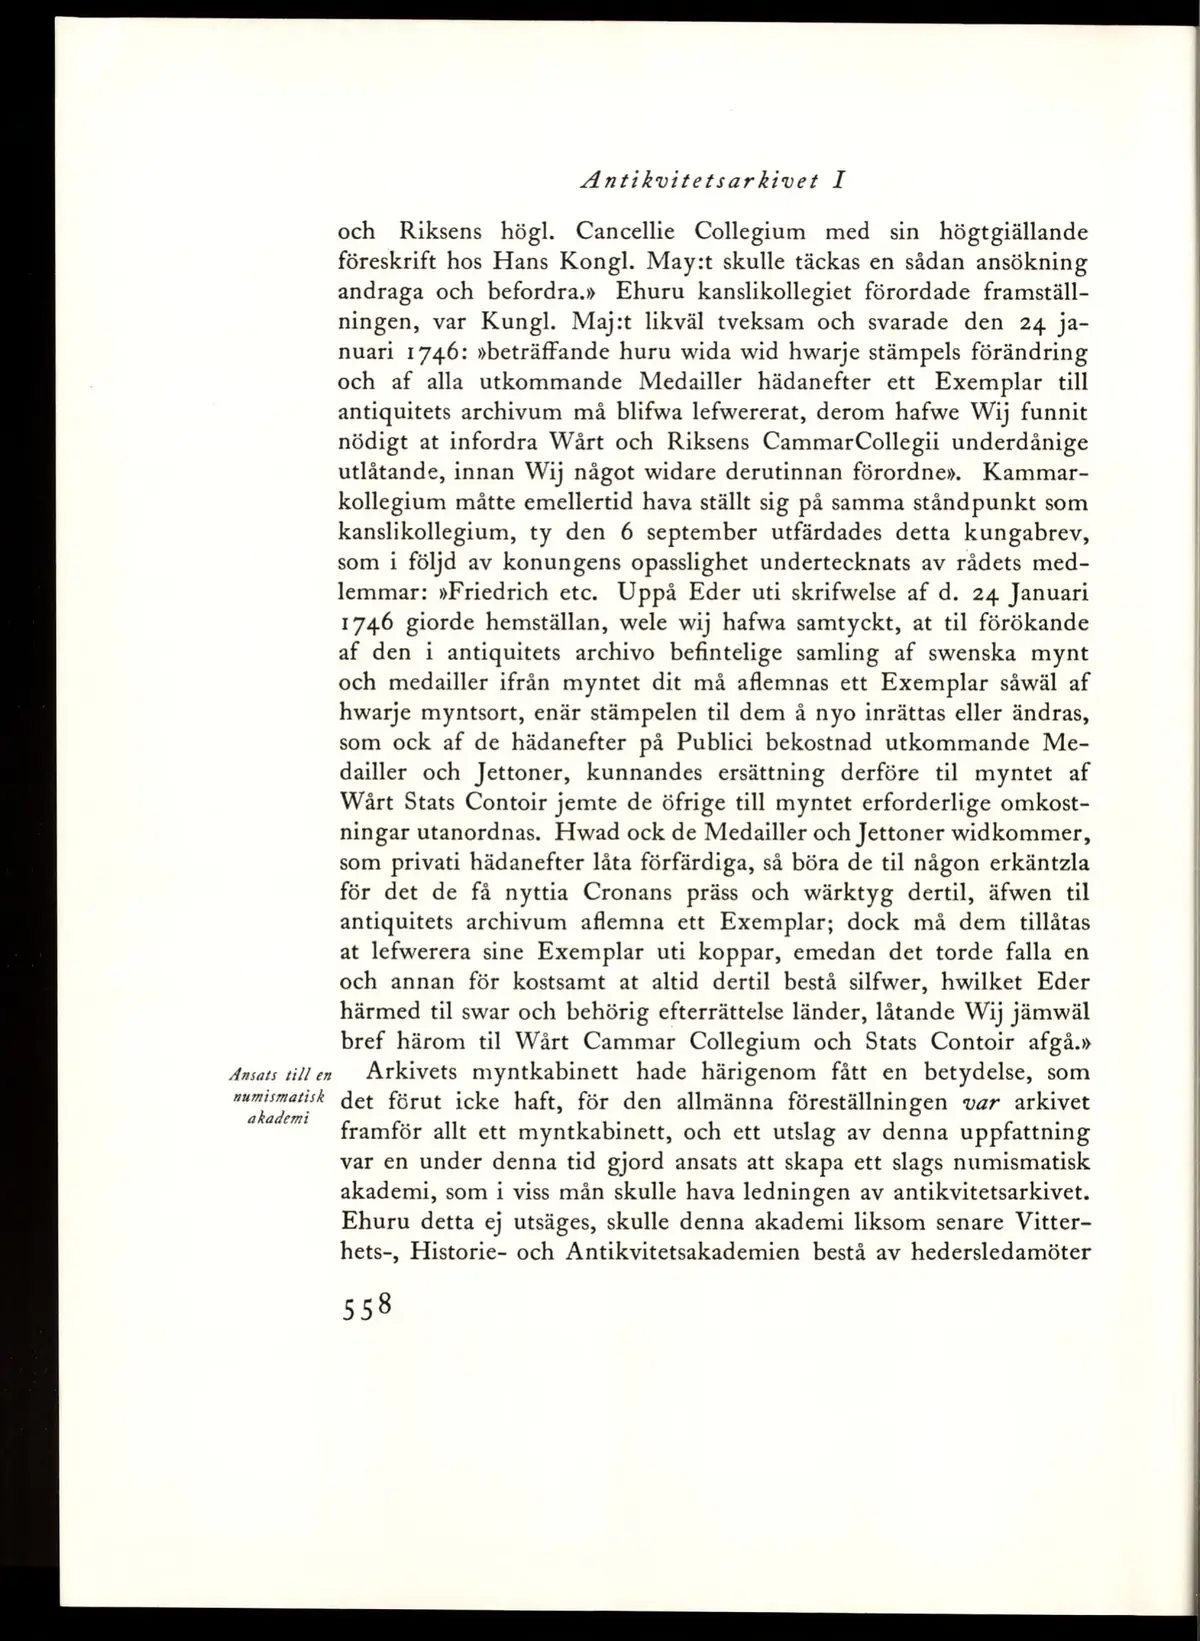 Antikvitetsarkivet I
och Riksens högl. Cancellie Collegium med sin högtgiällande
föreskrift hos Hans Kongl. May:t skulle täckas en sådan ansökning
andraga och befordra.» Ehuru kanslikollegiet förordade framställ-
ningen, var Kungl. Maj:t likväl tveksam och svarade den 24 ja-
nuari 1746: »beträffande huru wida wid hwarje stämpels förändring
och af alla utkommande Medailler hädanefter ett Exemplar till
antiquitets archivum må blifwa lefwererat, derom hafwe Wij funnit
nödigt at infordra Wårt och Riksens CammarCollegii underdånige
utlåtande, innan Wij något widare derutinnan förordne». Kammar-
kollegium måtte emellertid hava ställt sig på samma ståndpunkt som
kanslikollegium, ty den 6 september utfärdades detta kungabrev,
som i följd av konungens opasslighet undertecknats av rådets med-
lemmar: »Friedrich etc. Uppå Eder uti skrifwelse af d. 24 Januari
1746 giorde hemställan, wele wij hafwa samtyckt, at til förökande
af den i antiquitets archivo befintelige samling af swenska mynt
och medailler ifrån myntet dit må aflemnas ett Exemplar såwäl af
hwarje myntsort, enär stämpelen til dem å nyo inrättas eller ändras,
som ock af de hädanefter på Publici bekostnad utkommande Me-
dailler och Jettoner, kunnandes ersättning derföre til myntet af
Wårt Stats Contoir jemte de öfrige till myntet erforderlige omkost-
ningar utanordnas. Hwad ock de Medailler och Jettoner widkommer,
som privati hädanefter låta förfärdiga, så böra de til någon erkäntzla
för det de få nyttia Cronans präss och wärktyg dertil, äfwen til
antiquitets archivum aflemna ett Exemplar; dock må dem tillåtas
at lefwerera sine Exemplar uti koppar, emedan det torde falla en
och annan för kostsamt at altid dertil bestå silfwer, hwilket Eder
härmed til swar och behörig efterrättelse länder, låtande Wij jämwäl
bref härom til Wårt Cammar Collegium och Stats Contoir afgå.»
Ansats till en
numismatisk
akademi
Arkivets myntkabinett hade härigenom fått en betydelse, som
det förut icke haft, för den allmänna föreställningen var arkivet
framför allt ett myntkabinett, och ett utslag av denna uppfattning
var en under denna tid gjord ansats att skapa ett slags numismatisk
akademi, som i viss mån skulle hava ledningen av antikvitetsarkivet.
Ehuru detta ej utsäges, skulle denna akademi liksom senare Vitter-
hets-, Historie- och Antikvitetsakademien bestå av hedersledamöter
558